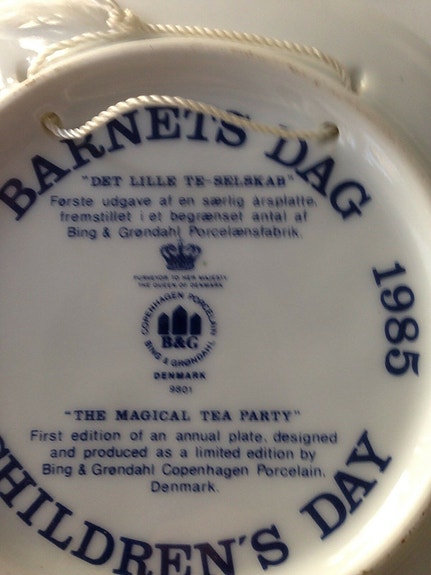 BARNETS DAG
1985
"DET LILLE TE-SELSKAB"
Første udgave af en særlig årsplatte,
fremstillet i et begrænset antal af
Bing & Grøndahl Porcelænsfabrik.
PURVEYOR TO HER MAJESTY
THE QUEEN OF DENMARK
COPENHAGEN PORCELAIN
B&G
BING & GRØNDAHL
DENMARK
9801
"THE MAGICAL TEA PARTY"
First edition of an annual plate, designed
and produced as a limited edition by
Bing & Grøndahl Copenhagen Porcelain,
Denmark.
CHILDREN'S DAY